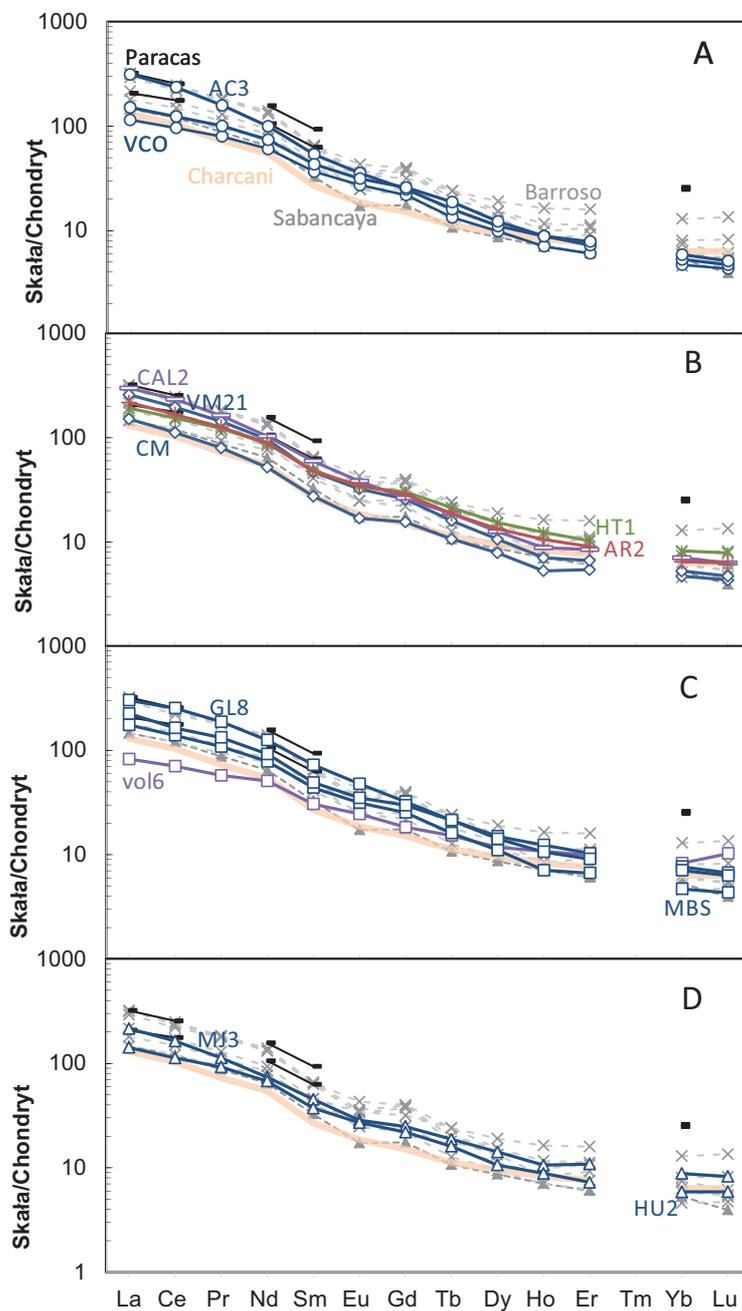 1000
A
Paracas
AC3
100
VCO
Charcani
Barroso
Sabancaya
10
Skała/Chondryt
1000
B
CAL2
VM21
100
CM
HT1
10
AR2
Skała/Chondryt
1000
C
GL8
100
vol6
10
MBS
Skała/Chondryt
1000
D
MJ3
100
10
HU2
Skała/Chondryt
1
La Ce Pr Nd Sm Eu Gd Tb Dy Ho Er Tm Yb Lu